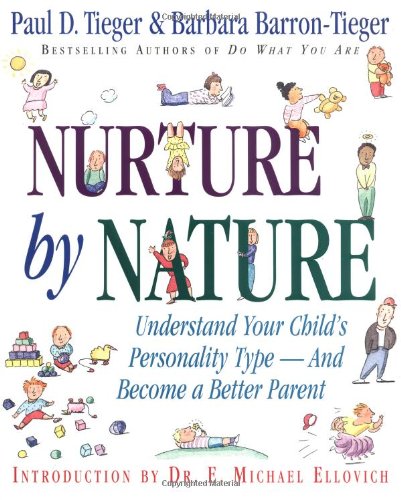 Paul D. Tieger & Barbara Barron-Tieger
Bestselling Authors of Do What You Are
NURTURE
by NATURE
Understand Your Child's
Personality Type — And
Become a Better Parent
Introduction by Dr. E. Michael Ellovich